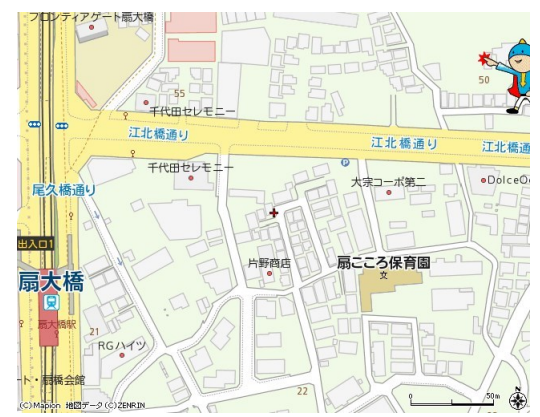 フロンティアゲート扇大橋
50
55
千代田セレモニー
江北橋通り
江北橋通り
江北橋通
千代田セレモニー
大宗コーポ第二
DolceO
尾久橋通り
出入口1
片野商店
扇こころ保育園
文
扇大橋
扇大橋駅
21
RGハイツ
ート・扇橋会館
22
0
50m
(C)Mapion 地図データ(C)ZENRIN